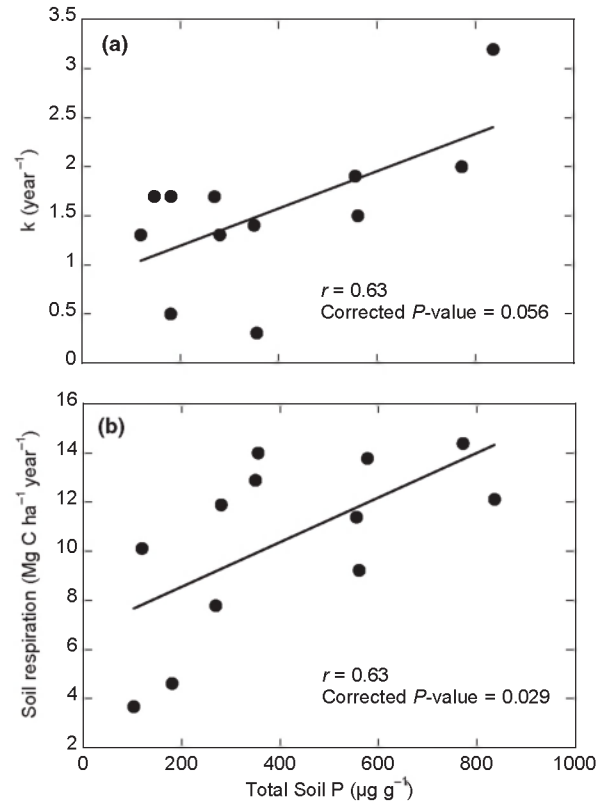 (a)
3.5
3
2.5
2
1.5
1
0.5
0
k (year⁻¹)
r = 0.63
Corrected P-value = 0.056
(b)
16
14
12
10
8
6
4
2
Soil respiration (Mg C ha⁻¹ year⁻¹)
r = 0.63
Corrected P-value = 0.029
0 200 400 600 800 1000
Total Soil P (µg g⁻¹)